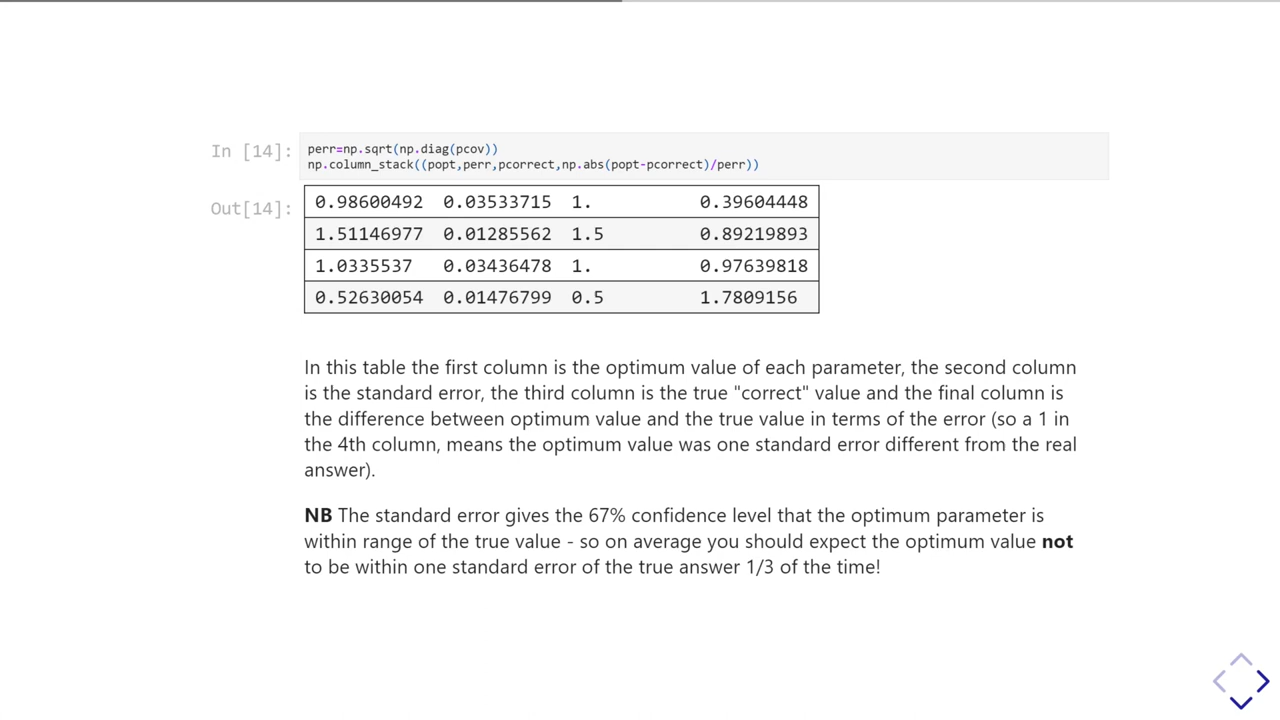 In [14]:
perr=np.sqrt(np.diag(pcov))
np.column_stack((popt,perr,pcorrect,np.abs(popt-pcorrect)/perr))
Out[14]:
0.98600492 0.03533715 1. 0.39604448
1.51146977 0.01285562 1.5 0.89219893
1.0335537 0.03436478 1. 0.97639818
0.52630054 0.01476799 0.5 1.7809156
In this table the first column is the optimum value of each parameter, the second column
is the standard error, the third column is the true "correct" value and the final column is
the difference between optimum value and the true value in terms of the error (so a 1 in
the 4th column, means the optimum value was one standard error different from the real
answer).
NB The standard error gives the 67% confidence level that the optimum parameter is
within range of the true value - so on average you should expect the optimum value not
to be within one standard error of the true answer 1/3 of the time!